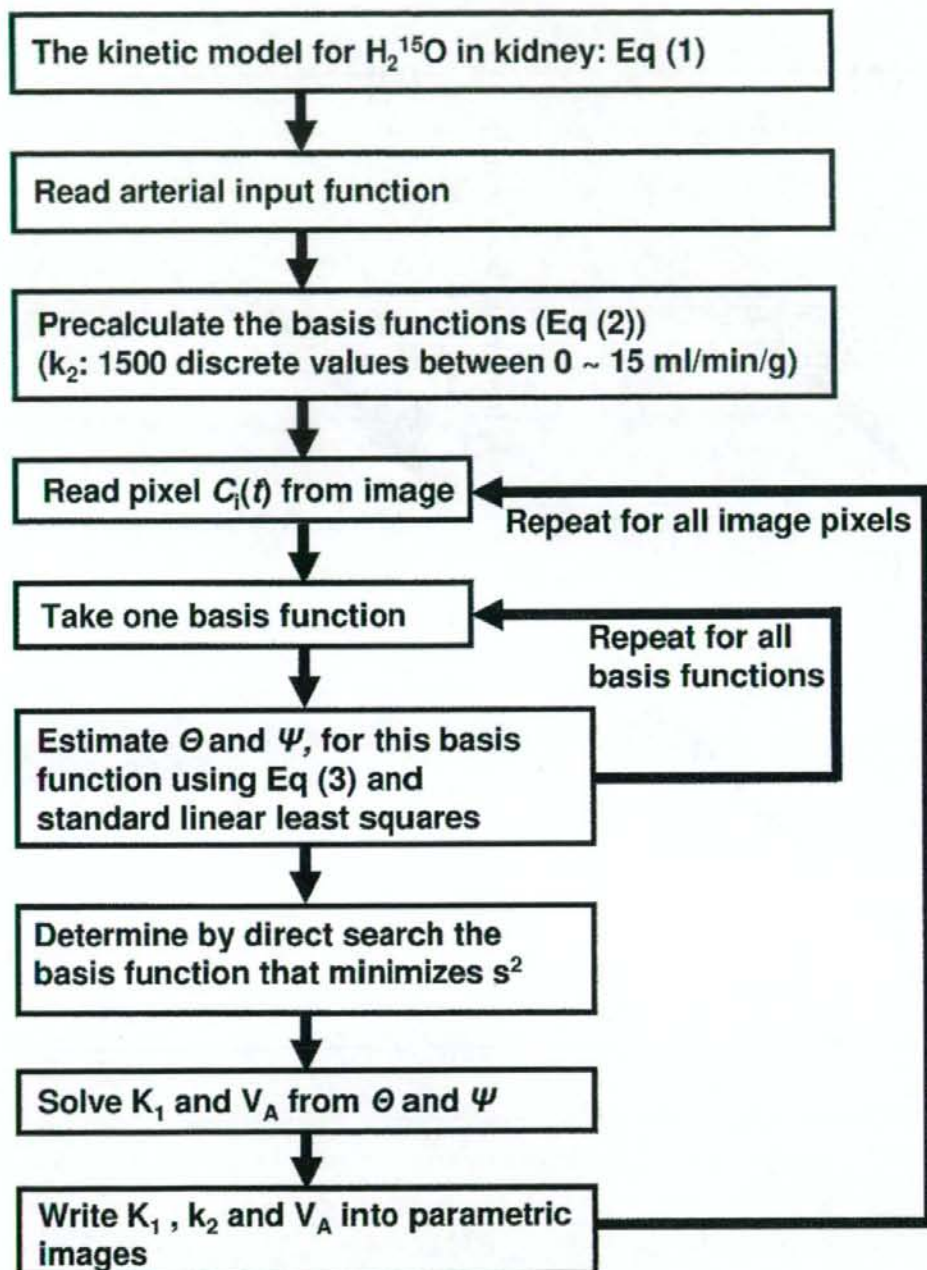 The kinetic model for H₂¹⁵O in kidney: Eq (1)
Read arterial input function
Precalculate the basis functions (Eq (2))
(k₂: 1500 discrete values between 0 ~ 15 ml/min/g)
Read pixel Cᵢ(t) from image
Repeat for all image pixels
Take one basis function
Repeat for all
basis functions
Estimate Θ and Ψ, for this basis
function using Eq (3) and
standard linear least squares
Determine by direct search the
basis function that minimizes s²
Solve K₁ and V_A from Θ and Ψ
Write K₁ , k₂ and V_A into parametric
images